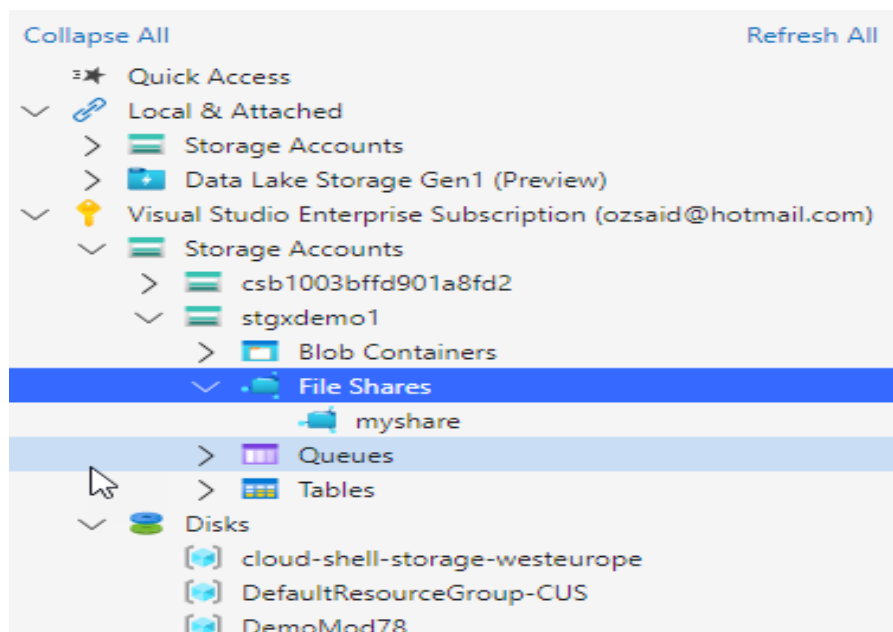 Collapse All Refresh All
Quick Access
Local & Attached
Storage Accounts
Data Lake Storage Gen1 (Preview)
Visual Studio Enterprise Subscription (ozsaid@hotmail.com)
Storage Accounts
csb1003bffd901a8fd2
stgxdemo1
Blob Containers
File Shares
myshare
Queues
Tables
Disks
cloud-shell-storage-westeurope
DefaultResourceGroup-CUS
DemoMod78